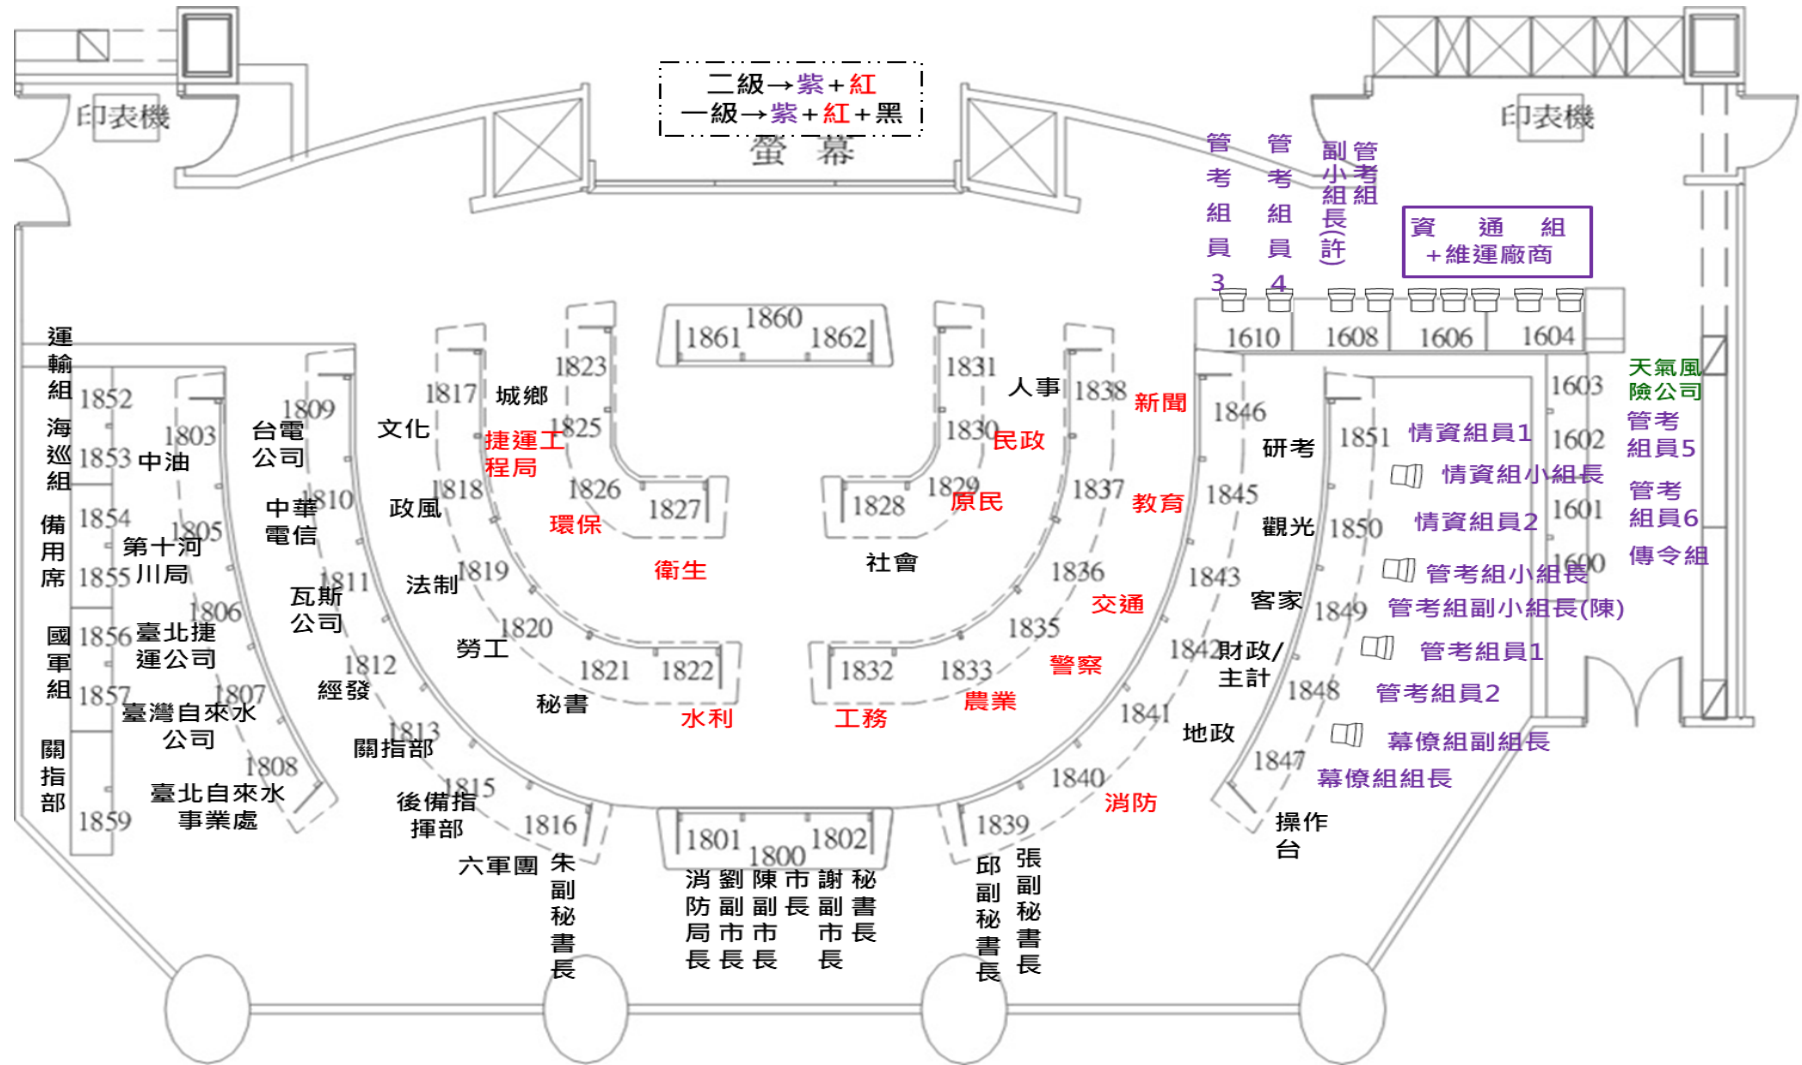 二級→紫+紅
一級→紫+紅+黑
螢幕
印表機
印表機
管考組員3
管考組員4
副小組長(許)
管考組
資通組
+維運廠商
1610
1608
1606
1604
1603
1602
1601
1600
天氣風
險公司
管考
組員5
管考
組員6
傳令組
運輸組
海巡組
備用席
國軍組
關指部
1852
1853
1854
1855
1856
1857
1859
1803
中油
1805
第十河
川局
1806
臺北捷
運公司
1807
臺灣自來水
公司
1808
臺北自來水
事業處
1809
台電
公司
1810
中華
電信
1811
瓦斯
公司
1812
經發
1813
關指部
1815
後備指
揮部
1816
六軍團
朱副秘書長
1817
文化
1818
政風
1819
法制
1820
勞工
1821
秘書
1822
水利
1823
城鄉
1825
捷運工
程局
1826
環保
1827
衛生
1860
1861
1862
1831
人事
1830
民政
1829
原民
1828
社會
1838
新聞
1837
教育
1836
交通
1835
警察
1833
農業
1832
工務
1846
研考
1845
觀光
1843
客家
1842
財政/
主計
1841
地政
1840
消防
1839
邱副秘書長
張副秘書長
1801
1800
1802
消防局長
劉副市長
陳副市長
市長
謝副市長
秘書長
1851
情資組員1
情資組小組長
1850
情資組員2
管考組小組長
1849
管考組副小組長(陳)
管考組員1
1848
管考組員2
幕僚組副組長
1847
幕僚組組長
操作
台